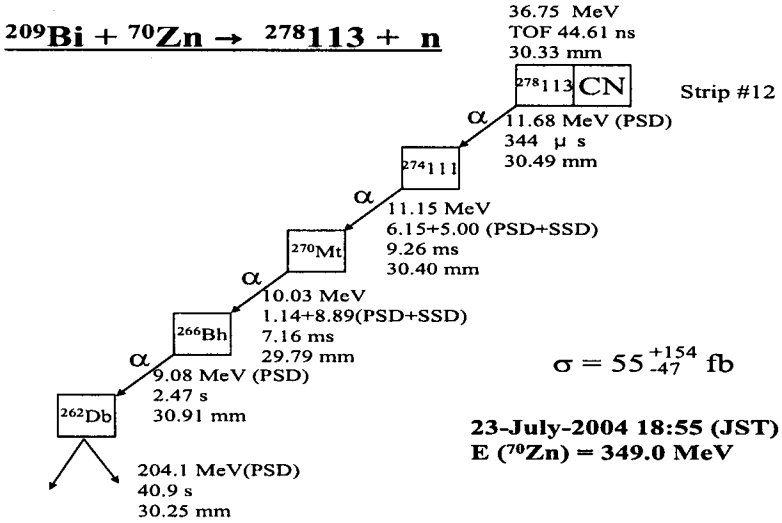 ²⁰⁹Bi + ⁷⁰Zn → ²⁷⁸113 + n
36.75 MeV
TOF 44.61 ns
30.33 mm
²⁷⁸113 CN
Strip #12
α
11.68 MeV (PSD)
344 μ s
30.49 mm
²⁷⁴111
α
11.15 MeV
6.15+5.00 (PSD+SSD)
9.26 ms
30.40 mm
²⁷⁰Mt
α
10.03 MeV
1.14+8.89(PSD+SSD)
7.16 ms
29.79 mm
²⁶⁶Bh
α
9.08 MeV (PSD)
2.47 s
30.91 mm
²⁶²Db
204.1 MeV(PSD)
40.9 s
30.25 mm
σ = 55 +154 -47 fb
23-July-2004 18:55 (JST)
E (⁷⁰Zn) = 349.0 MeV